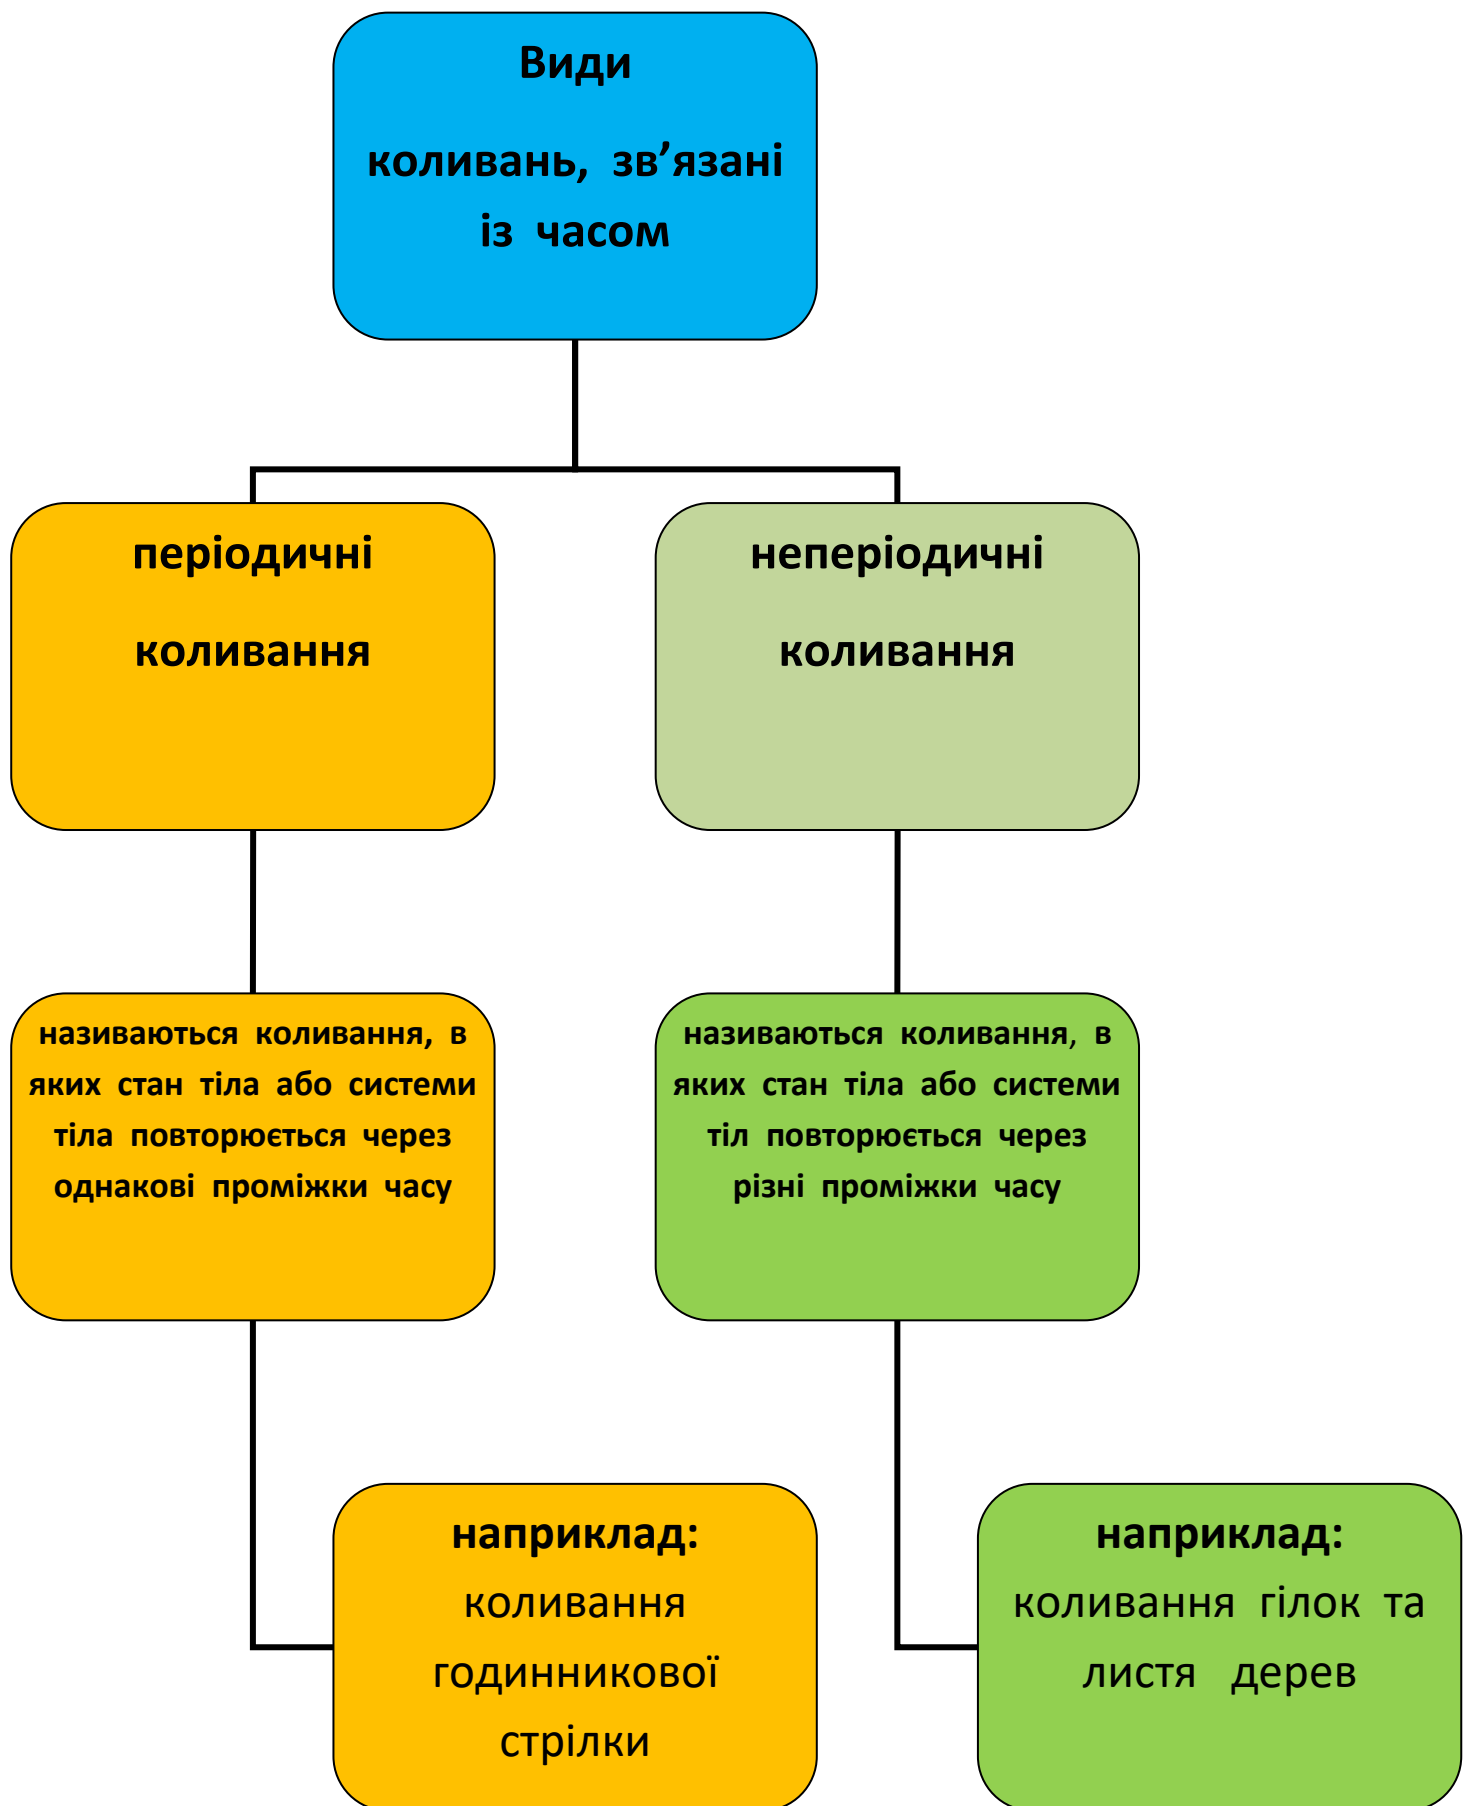 Види
коливань, зв’язані
із часом
періодичні
коливання
неперіодичні
коливання
називаються коливання, в
яких стан тіла або системи
тіла повторюється через
однакові проміжки часу
називаються коливання, в
яких стан тіла або системи
тіл повторюється через
різні проміжки часу
наприклад:
коливання
годинникової
стрілки
наприклад:
коливання гілок та
листя дерев